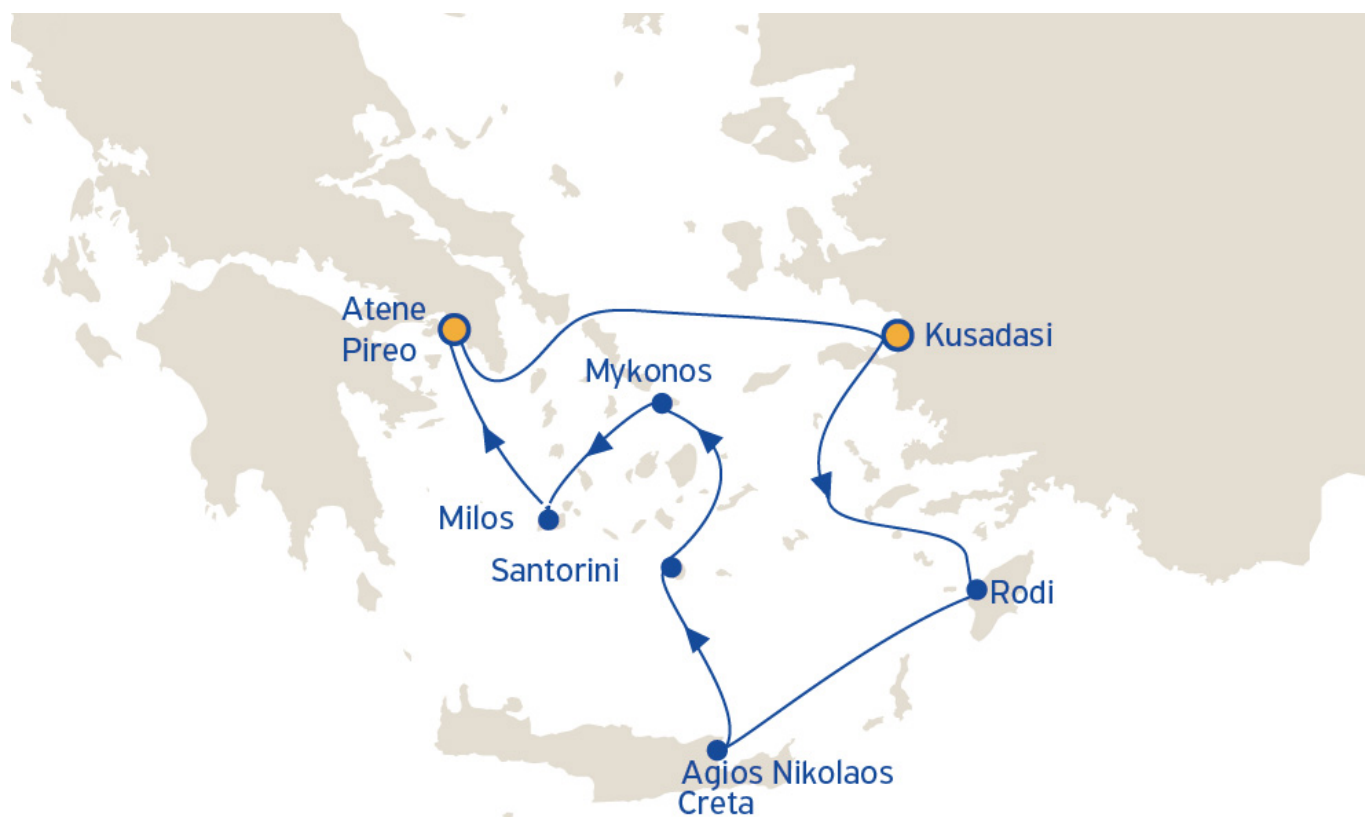 Atene
Pireo
Kusadasi
Mykonos
Milos
Santorini
Rodi
Agios Nikolaos
Creta